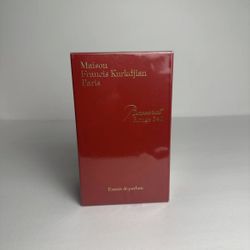 Maison
Francis Kurkdjian
Paris
Baccarat
Rouge 540
Extrait de parfum